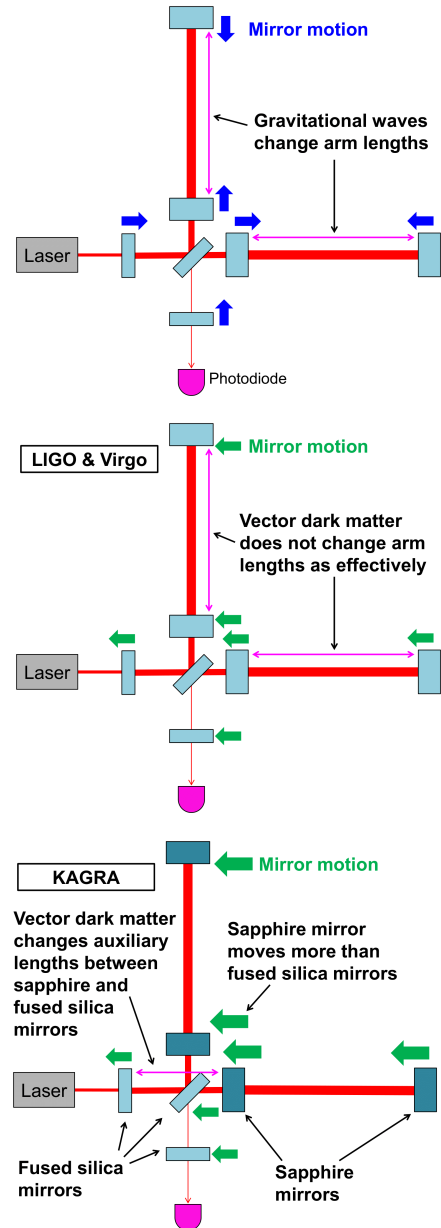 Mirror motion
Gravitational waves
change arm lengths
Laser
Photodiode
LIGO & Virgo
Mirror motion
Vector dark matter
does not change arm
lengths as effectively
Laser
KAGRA
Mirror motion
Vector dark matter
changes auxiliary
lengths between
sapphire and
fused silica
mirrors
Sapphire mirror
moves more than
fused silica mirrors
Laser
Fused silica
mirrors
Sapphire
mirrors